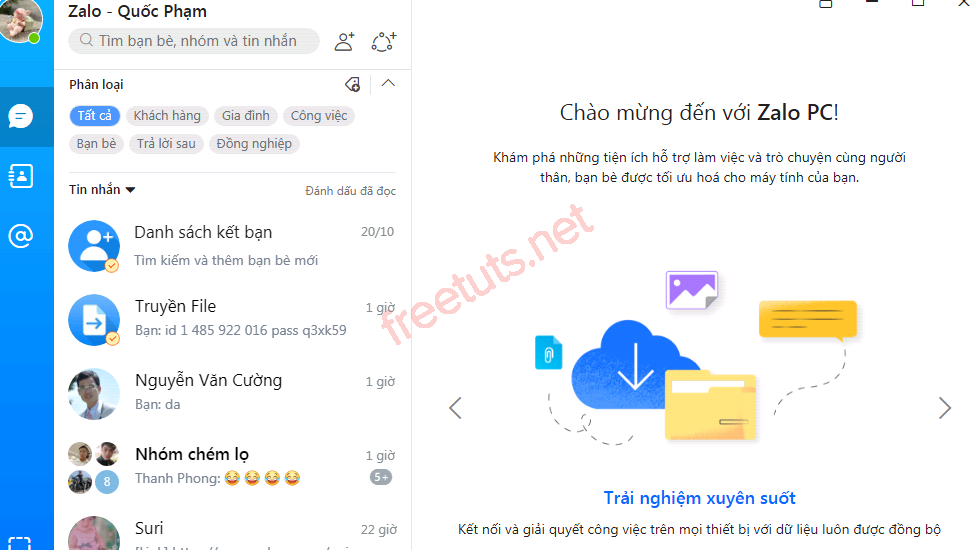 Zalo - Quốc Phạm
Tìm bạn bè, nhóm và tin nhắn
Phân loại
Tất cả
Khách hàng
Gia đình
Công việc
Bạn bè
Trả lời sau
Đồng nghiệp
Tin nhắn
Đánh dấu đã đọc
Danh sách kết bạn
20/10
Tìm kiếm và thêm bạn bè mới
Truyền File
1 giờ
Bạn: id 1 485 922 016 pass q3xk59
Nguyễn Văn Cường
1 giờ
Bạn: da
Nhóm chém lọ
1 giờ
8
Thanh Phong: 😂 😂 😂 😂
5+
Suri
22 giờ
Chào mừng đến với Zalo PC!
Khám phá những tiện ích hỗ trợ làm việc và trò chuyện cùng người
thân, bạn bè được tối ưu hoá cho máy tính của bạn.
freetuts.net
Trải nghiệm xuyên suốt
Kết nối và giải quyết công việc trên mọi thiết bị với dữ liệu luôn được đồng bộ